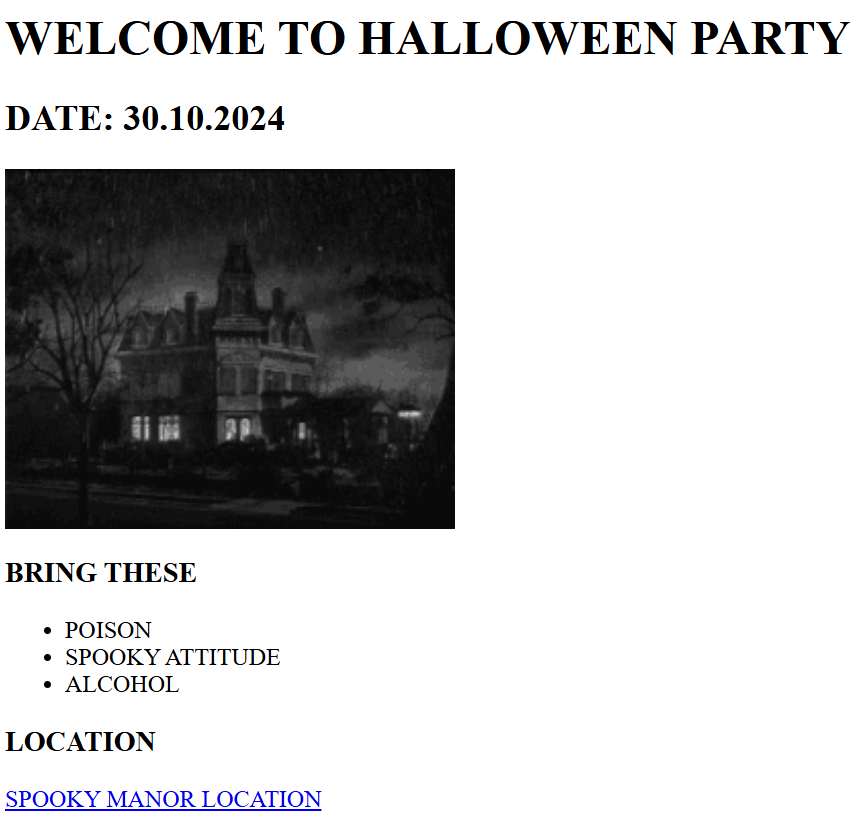 WELCOME TO HALLOWEEN PARTY
DATE: 30.10.2024
BRING THESE
• POISON
• SPOOKY ATTITUDE
• ALCOHOL
LOCATION
SPOOKY MANOR LOCATION